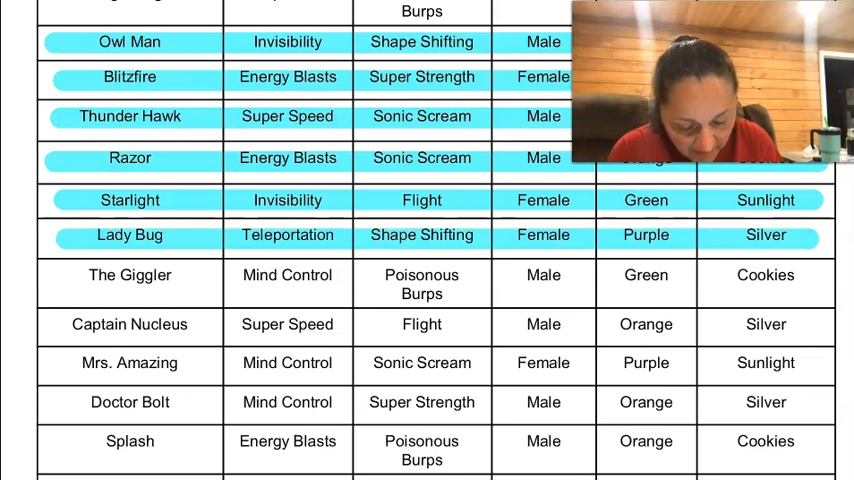 Burps
Owl Man Invisibility Shape Shifting Male
Blitzfire Energy Blasts Super Strength Female
Thunder Hawk Super Speed Sonic Scream Male
Razor Energy Blasts Sonic Scream Male
Starlight Invisibility Flight Female Green Sunlight
Lady Bug Teleportation Shape Shifting Female Purple Silver
The Giggler Mind Control Poisonous Burps Male Green Cookies
Captain Nucleus Super Speed Flight Male Orange Silver
Mrs. Amazing Mind Control Sonic Scream Female Purple Sunlight
Doctor Bolt Mind Control Super Strength Male Orange Silver
Splash Energy Blasts Poisonous Burps Male Orange Cookies